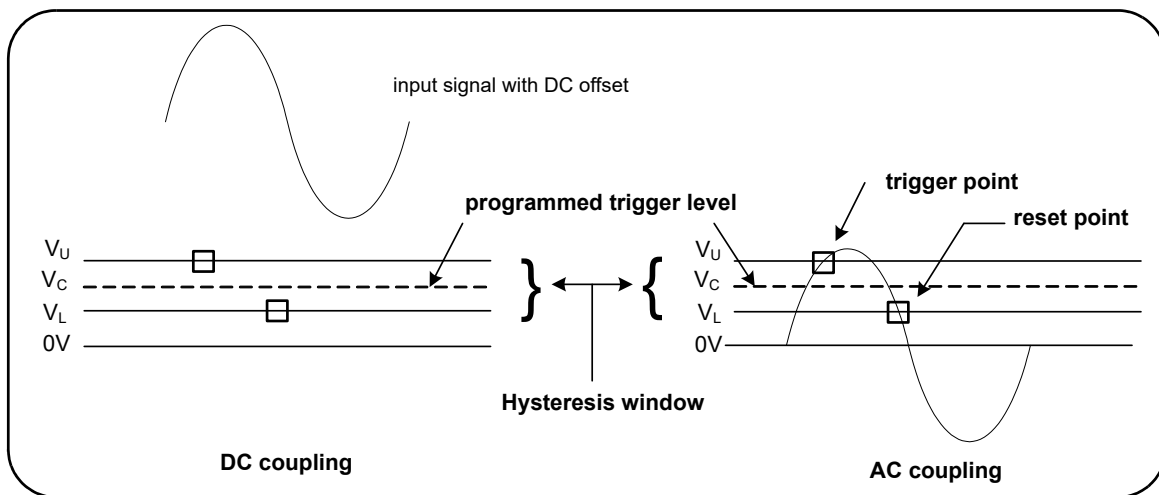 input signal with DC offset
trigger point
programmed trigger level
reset point
VU
VC
VL
0V
VU
VC
VL
0V
Hysteresis window
DC coupling
AC coupling